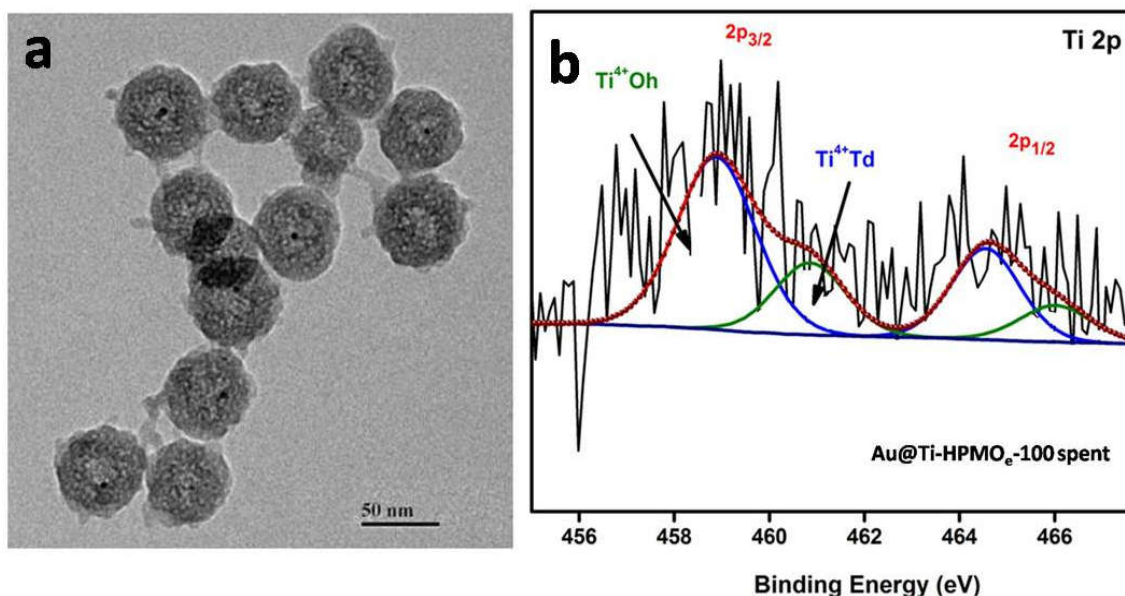 a
50 nm
b
Ti 2p
2p3/2
Ti⁴⁺Oh
Ti⁴⁺Td
2p1/2
Au@Ti-HPMOe-100 spent
456 458 460 462 464 466
Binding Energy (eV)